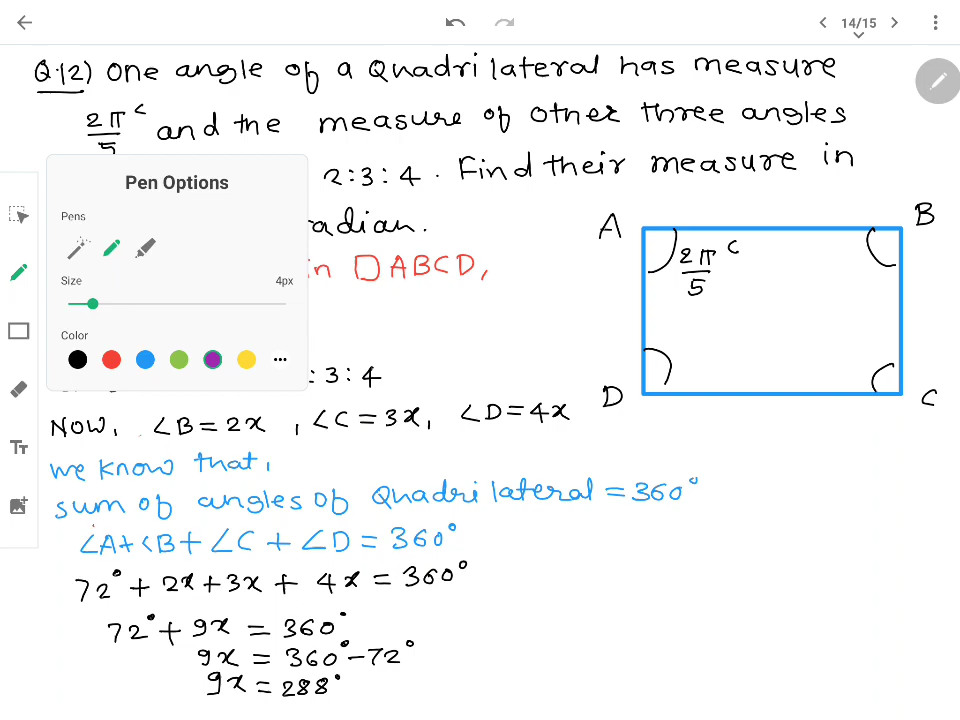 14/15
Q.12) One angle of a Quadrilateral has measure
2π/5 ᶜ and the measure of other three angles
2:3:4. Find their measure in
adian.
in □ABCD,
Pen Options
Pens
Size 4px
Color
:3:4
A
B
2π/5 ᶜ
D
C
Now, ∠B=2x, ∠C=3x, ∠D=4x
we know that,
sum of angles of Quadrilateral = 360°
∠A+<B+∠C+∠D=360°
72°+2x+3x+4x=360°
72°+9x=360°
9x=360°-72°
9x=288°
Tт